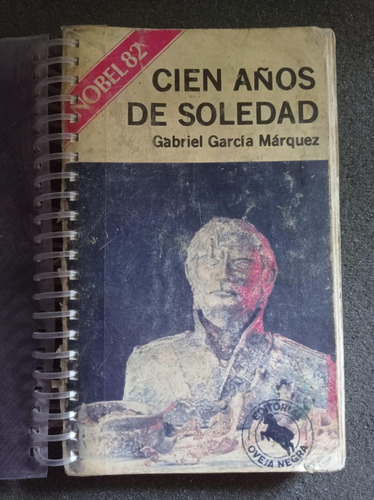 NOBEL 82
CIEN AÑOS
DE SOLEDAD
Gabriel García Márquez
EDITORIAL
OVEJA NEGRA